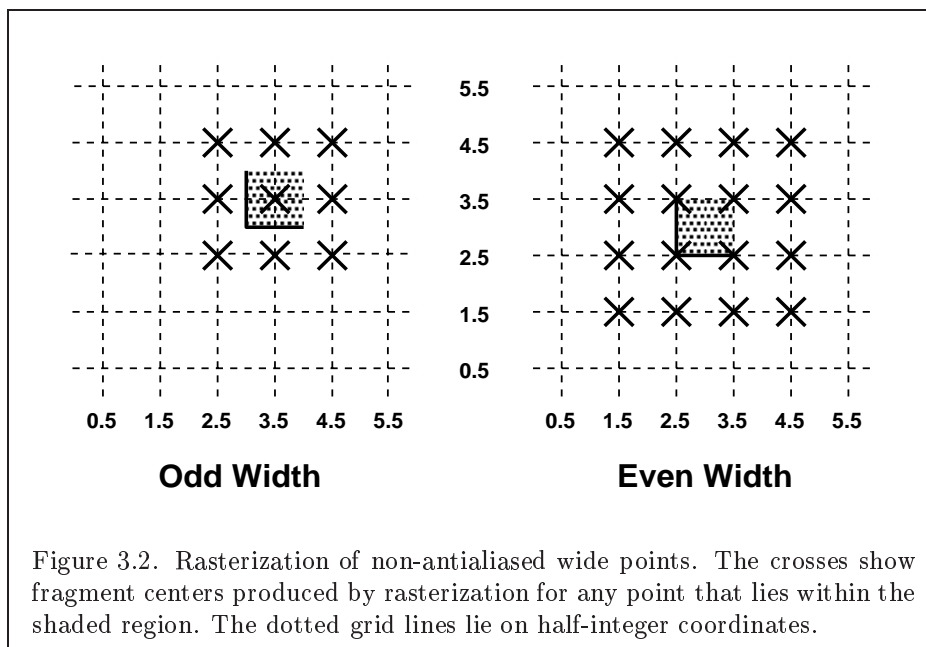 5.5
4.5
3.5
2.5
1.5
0.5
0.5 1.5 2.5 3.5 4.5 5.5
0.5 1.5 2.5 3.5 4.5 5.5
Odd Width
Even Width
Figure 3.2. Rasterization of non-antialiased wide points. The crosses show
fragment centers produced by rasterization for any point that lies within the
shaded region. The dotted grid lines lie on half-integer coordinates.